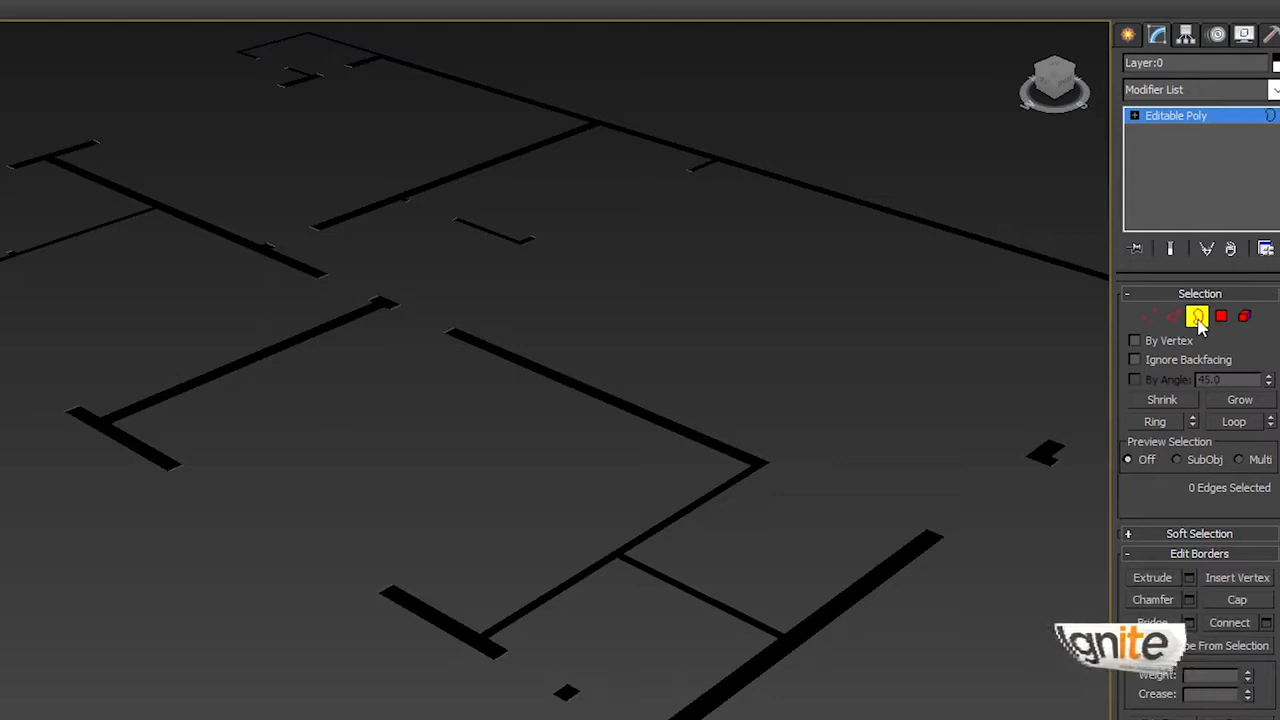 Layer:0
Modifier List
Editable Poly
Selection
By Vertex
Ignore Backfacing
By Angle: 45.0
Shrink Grow
Ring Loop
Preview Selection
Off SubObj Multi
0 Edges Selected
Soft Selection
Edit Borders
Extrude Insert Vertex
Chamfer Cap
Bridge Connect
pe From Selection
Ignite
Weight:
Crease: